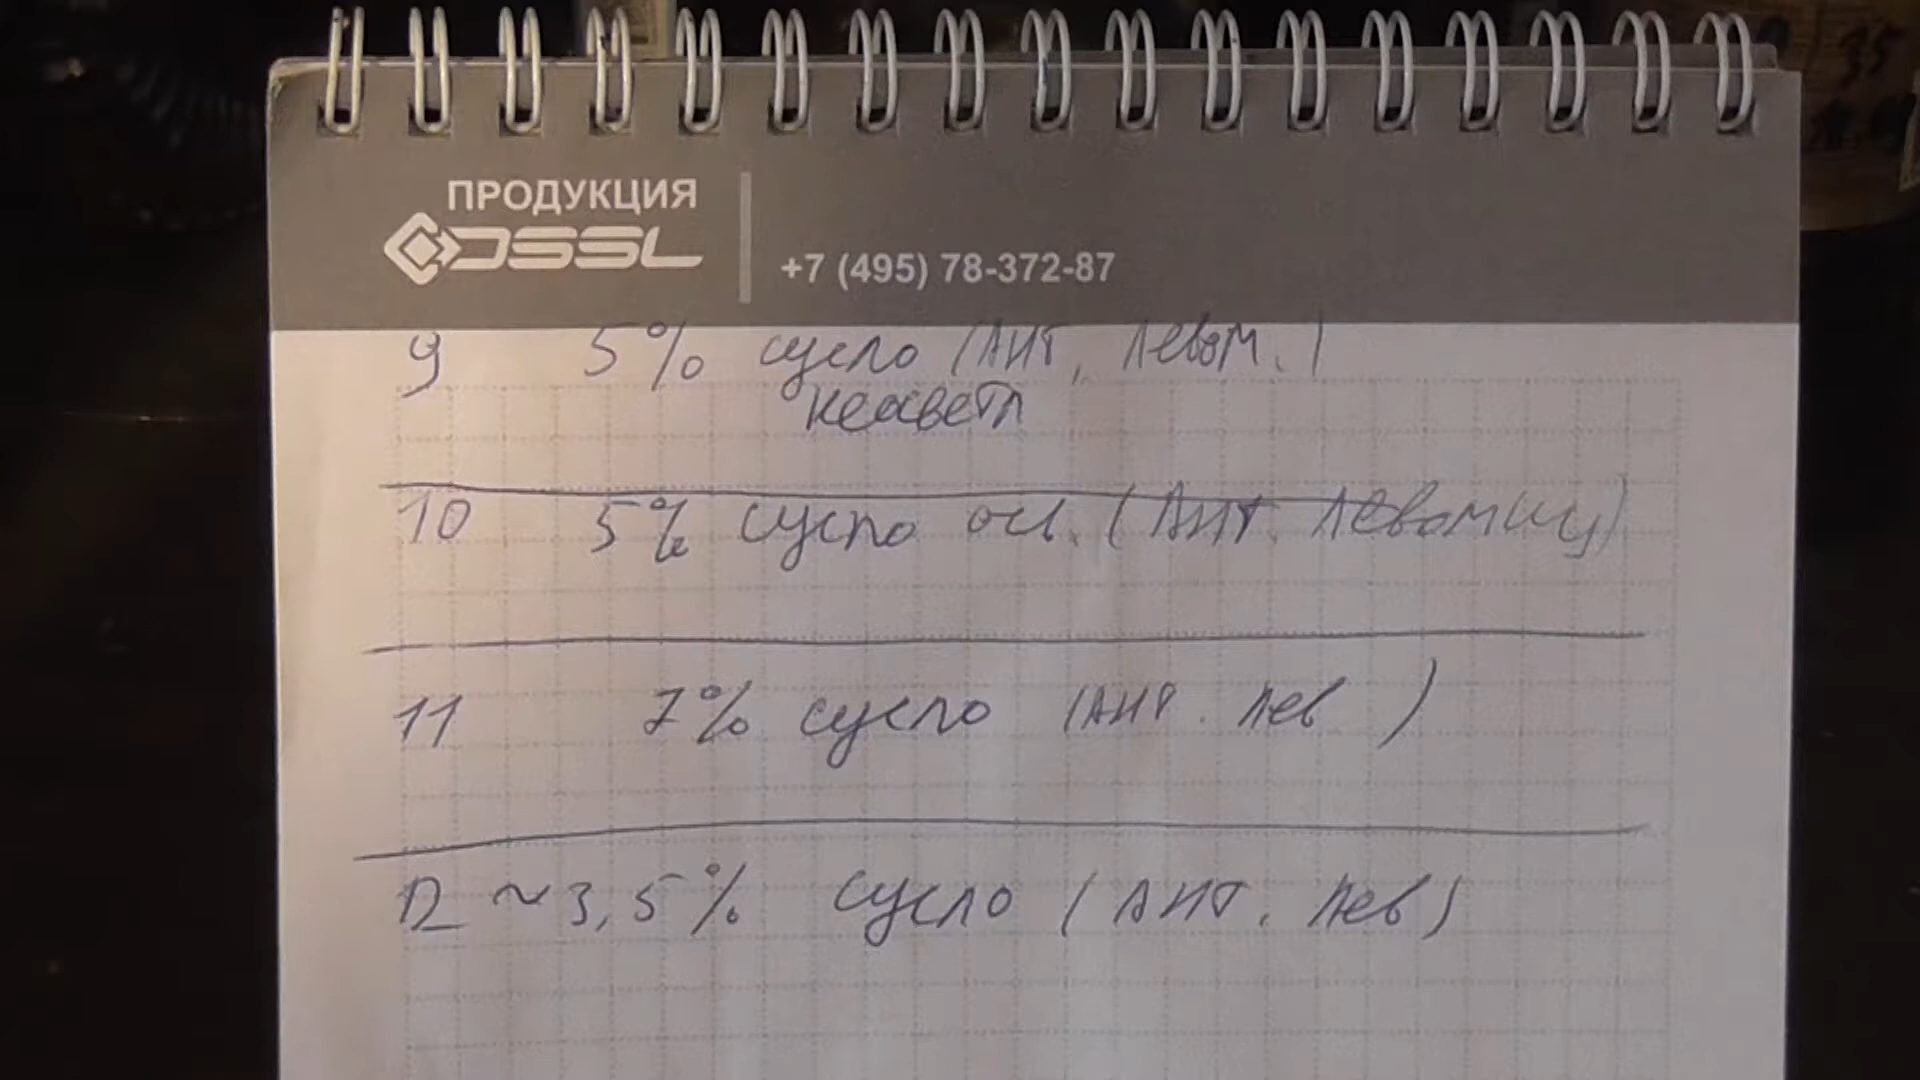 ПРОДУКЦИЯ
DSSL
+7 (495) 78-372-87
9 5% сусло (Ант, Левом.)
неосветл
10 5% сусло осв. (Ант. Левомиц)
11 7% сусло (Ант. Лев)
12 ~3,5% сусло (Ант. Лев)
35